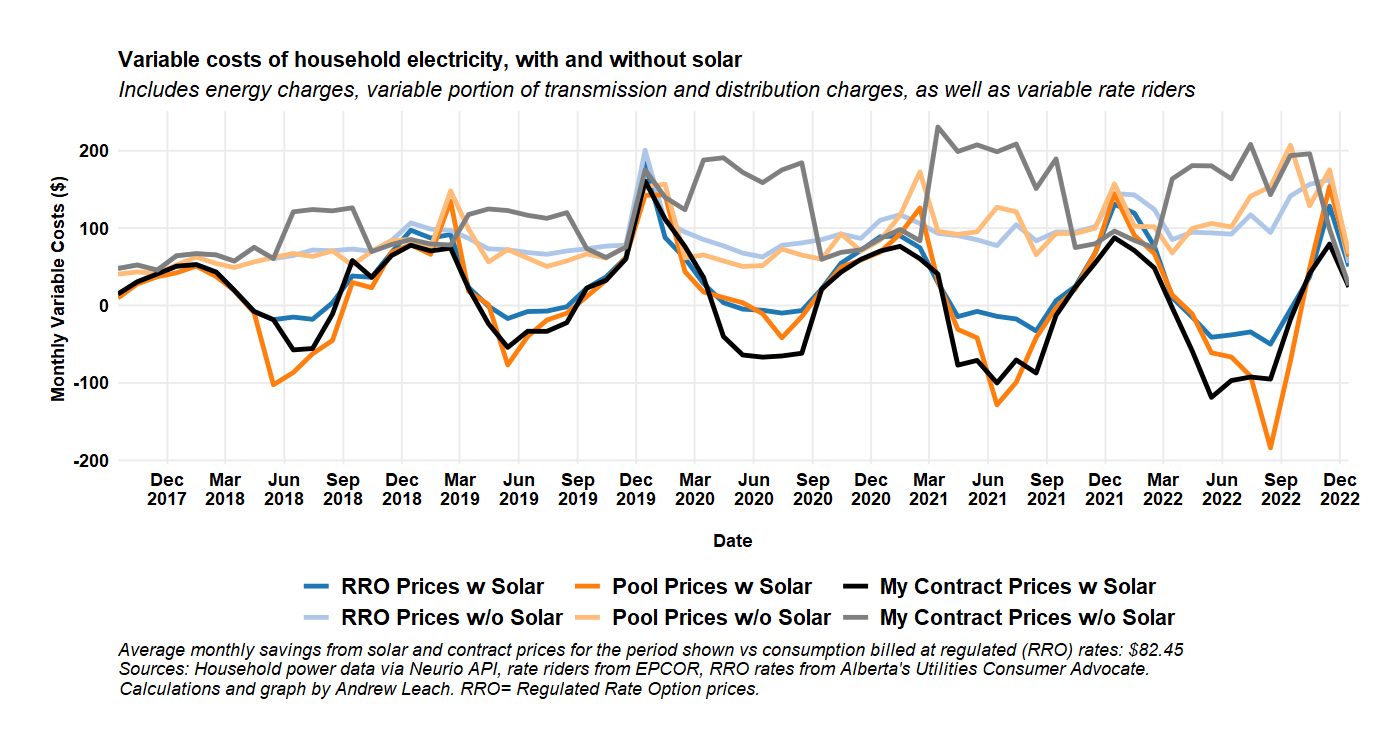 Variable costs of household electricity, with and without solar
Includes energy charges, variable portion of transmission and distribution charges, as well as variable rate riders
Monthly Variable Costs ($)
200
100
0
-100
-200
Dec Mar Jun Sep Dec Mar Jun Sep Dec Mar Jun Sep Dec Mar Jun Sep Dec Mar Jun Sep Dec
2017 2018 2018 2018 2018 2019 2019 2019 2019 2020 2020 2020 2020 2021 2021 2021 2021 2022 2022 2022 2022
Date
RRO Prices w Solar Pool Prices w Solar My Contract Prices w Solar
RRO Prices w/o Solar Pool Prices w/o Solar My Contract Prices w/o Solar
Average monthly savings from solar and contract prices for the period shown vs consumption billed at regulated (RRO) rates: $82.45
Sources: Household power data via Neurio API, rate riders from EPCOR, RRO rates from Alberta's Utilities Consumer Advocate.
Calculations and graph by Andrew Leach. RRO= Regulated Rate Option prices.